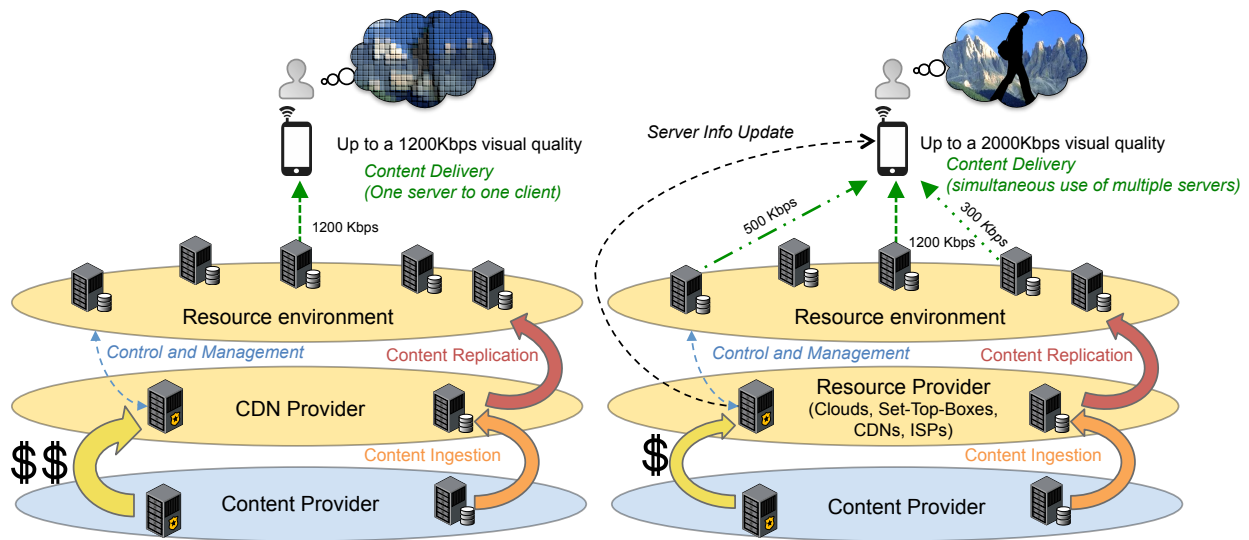 Up to a 1200Kbps visual quality
Content Delivery
(One server to one client)
1200 Kbps
Resource environment
Control and Management
Content Replication
CDN Provider
$$
Content Ingestion
Content Provider
Server Info Update
Up to a 2000Kbps visual quality
Content Delivery
(simultaneous use of multiple servers)
500 Kbps
1200 Kbps
300 Kbps
Resource environment
Control and Management
Content Replication
Resource Provider
(Clouds, Set-Top-Boxes,
CDNs, ISPs)
$
Content Ingestion
Content Provider